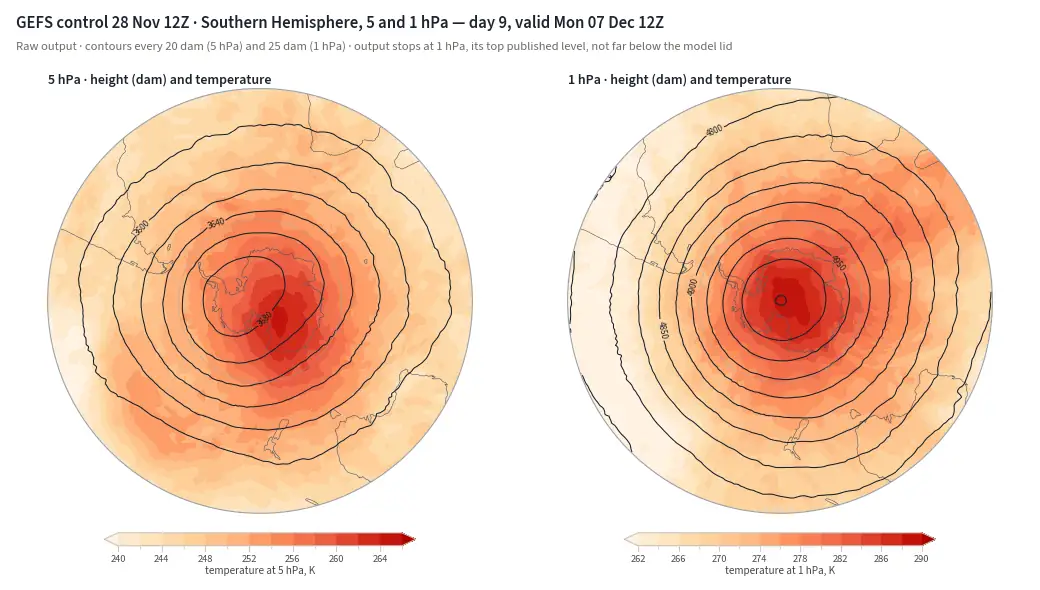 GEFS control 28 Nov 12Z · Southern Hemisphere, 5 and 1 hPa — day 9, valid Mon 07 Dec 12Z
Raw output · contours every 20 dam (5 hPa) and 25 dam (1 hPa) · output stops at 1 hPa, its top published level, not far below the model lid
5 hPa · height (dam) and temperature
1 hPa · height (dam) and temperature
4800
3640
4950
4850
240 244 248 252 256 260 264
temperature at 5 hPa, K
262 266 270 274 278 282 286 290
temperature at 1 hPa, K